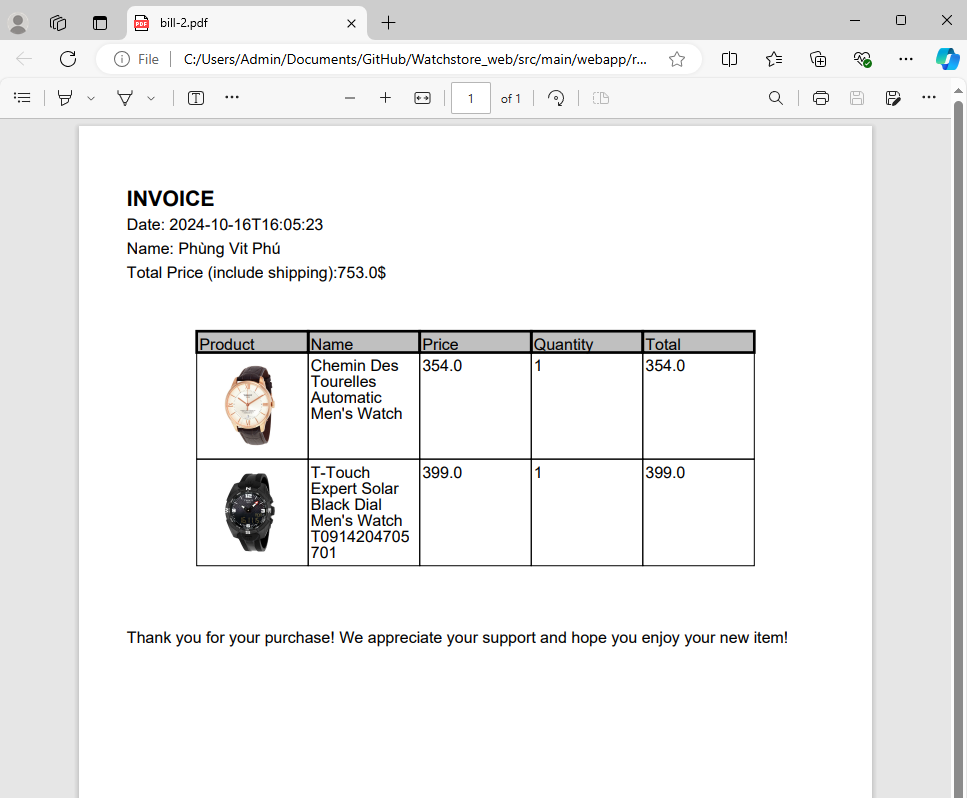 bill-2.pdf
File C:/Users/Admin/Documents/GitHub/Watchstore_web/src/main/webapp/r...
1 of 1
INVOICE
Date: 2024-10-16T16:05:23
Name: Phùng Vit Phú
Total Price (include shipping):753.0$
Product Name Price Quantity Total
Chemin Des 354.0 1 354.0
Tourelles
Automatic
Men's Watch
T-Touch 399.0 1 399.0
Expert Solar
Black Dial
Men's Watch
T0914204705
701
Thank you for your purchase! We appreciate your support and hope you enjoy your new item!